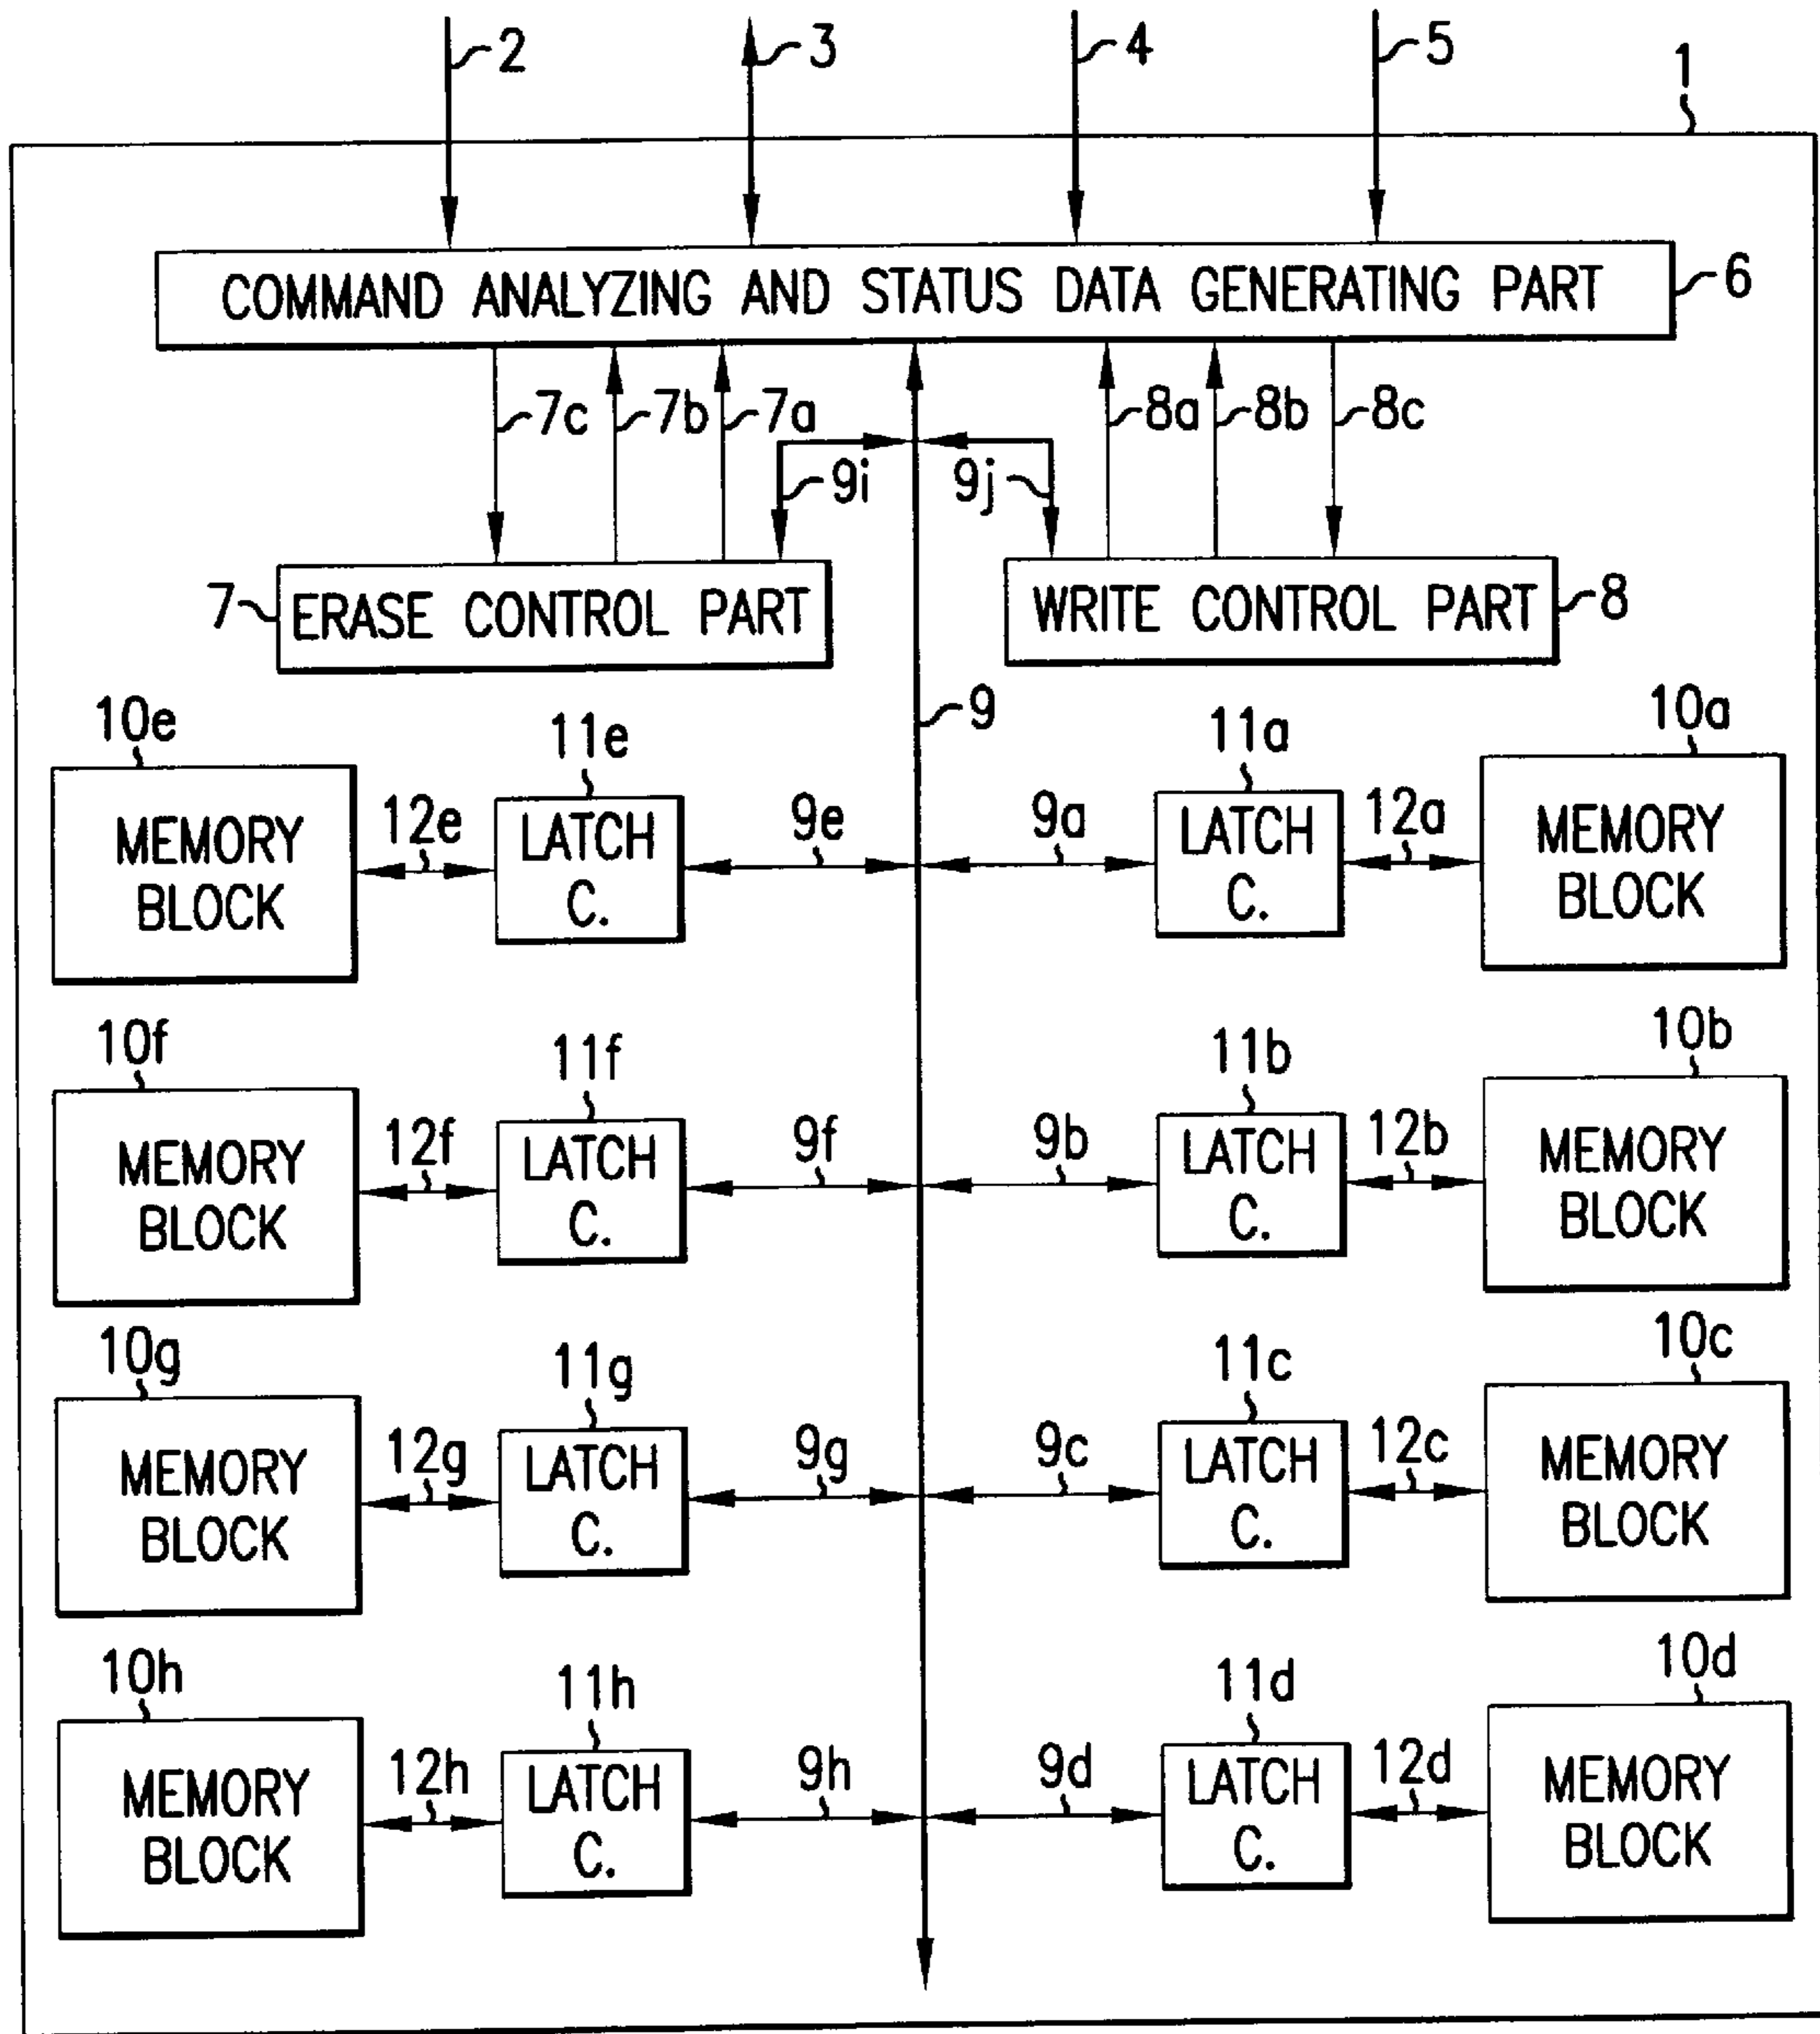 2
3
4
5
1
COMMAND ANALYZING AND STATUS DATA GENERATING PART
6
7c
7b
7a
8a
8b
8c
9i
9j
7
ERASE CONTROL PART
WRITE CONTROL PART
8
9
10e
11e
11a
10a
MEMORY
BLOCK
12e
LATCH
C.
9e
9a
LATCH
C.
12a
MEMORY
BLOCK
10f
11f
11b
10b
MEMORY
BLOCK
12f
LATCH
C.
9f
9b
LATCH
C.
12b
MEMORY
BLOCK
10g
11g
11c
10c
MEMORY
BLOCK
12g
LATCH
C.
9g
9c
LATCH
C.
12c
MEMORY
BLOCK
10h
11h
11d
10d
MEMORY
BLOCK
12h
LATCH
C.
9h
9d
LATCH
C.
12d
MEMORY
BLOCK